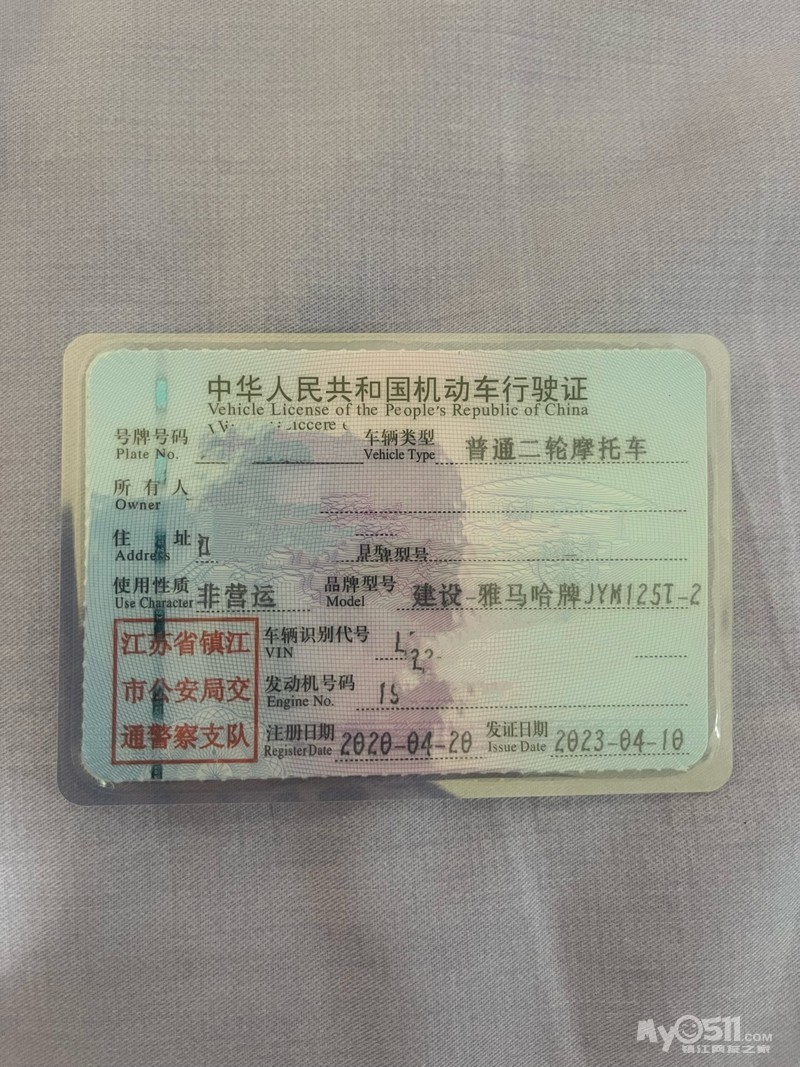 中华人民共和国机动车行驶证
Vehicle License of the People's Republic of China
号牌号码 车辆类型 普通二轮摩托车
Plate No. Vehicle Type
所有人
Owner
住址
Address
使用性质 非营运 品牌型号 建设-雅马哈牌JYM125T-2
Use Character Model
江苏省镇江 车辆识别代号
VIN
市公安局交 发动机号码
Engine No.
通警察支队 注册日期 2020-04-20 发证日期 2023-04-10
Register Date Issue Date
My0511.COM
镇江网友之家